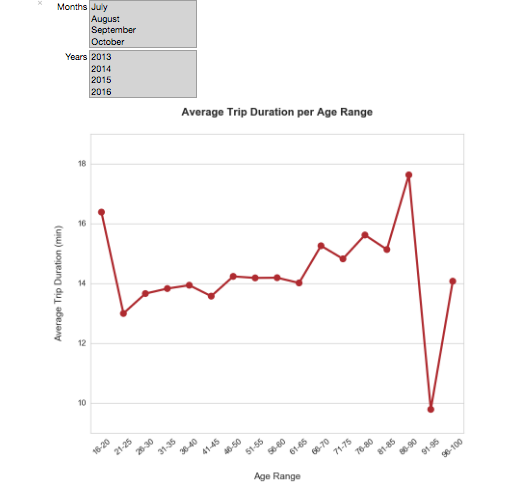 ×
Months July
August
September
October
Years 2013
2014
2015
2016
Average Trip Duration per Age Range
18
16
14
12
10
Average Trip Duration (min)
16-20 21-25 26-30 31-35 36-40 41-45 46-50 51-55 56-60 61-65 66-70 71-75 76-80 81-85 86-90 91-95 96-100
Age Range